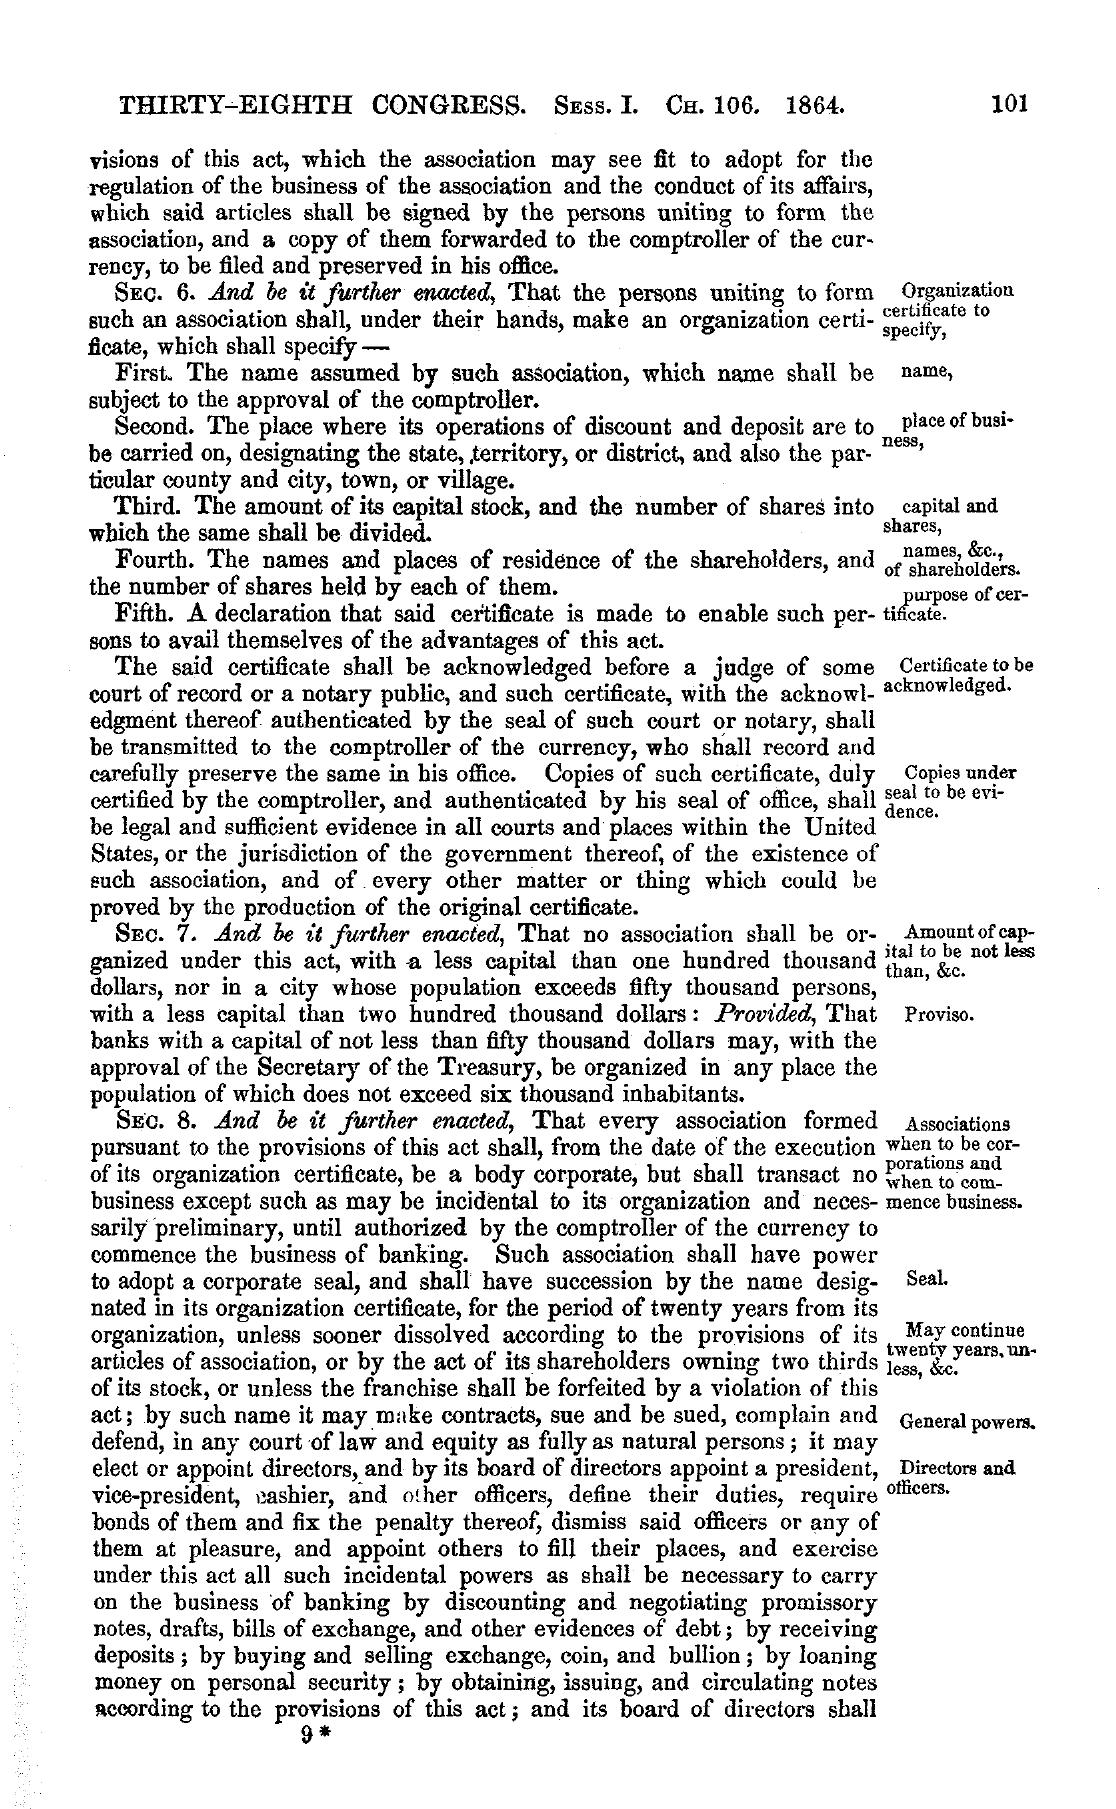 THIRTY-EIGHTH CONGRESS. SESS. I. CH. 106. 1864. 101
visions of this act, which the association may see fit to adopt for the
regulation of the business of the association and the conduct of its affairs,
which said articles shall be signed by the persons uniting to form the
association, and a copy of them forwarded to the comptroller of the cur-
rency, to be filed and preserved in his office.
SEC. 6. And be it further enacted, That the persons uniting to form
such an association shall, under their hands, make an organization certi-
ficate, which shall specify —
Organization
certificate to
specify,
First. The name assumed by such association, which name shall be
subject to the approval of the comptroller.
name,
Second. The place where its operations of discount and deposit are to
be carried on, designating the state, territory, or district, and also the par-
ticular county and city, town, or village.
place of busi-
ness,
Third. The amount of its capital stock, and the number of shares into
which the same shall be divided.
capital and
shares,
Fourth. The names and places of residence of the shareholders, and
the number of shares held by each of them.
names, &c.,
of shareholders.
Fifth. A declaration that said certificate is made to enable such per-
sons to avail themselves of the advantages of this act.
purpose of cer-
tificate.
The said certificate shall be acknowledged before a judge of some
court of record or a notary public, and such certificate, with the acknowl-
edgment thereof authenticated by the seal of such court or notary, shall
be transmitted to the comptroller of the currency, who shall record and
carefully preserve the same in his office. Copies of such certificate, duly
certified by the comptroller, and authenticated by his seal of office, shall
be legal and sufficient evidence in all courts and places within the United
States, or the jurisdiction of the government thereof, of the existence of
such association, and of every other matter or thing which could be
proved by the production of the original certificate.
Certificate to be
acknowledged.
Copies under
seal to be evi-
dence.
SEC. 7. And be it further enacted, That no association shall be or-
ganized under this act, with a less capital than one hundred thousand
dollars, nor in a city whose population exceeds fifty thousand persons,
with a less capital than two hundred thousand dollars: Provided, That
banks with a capital of not less than fifty thousand dollars may, with the
approval of the Secretary of the Treasury, be organized in any place the
population of which does not exceed six thousand inhabitants.
Amount of cap-
ital to be not less
than, &c.
Proviso.
SEC. 8. And be it further enacted, That every association formed
pursuant to the provisions of this act shall, from the date of the execution
of its organization certificate, be a body corporate, but shall transact no
business except such as may be incidental to its organization and neces-
sarily preliminary, until authorized by the comptroller of the currency to
commence the business of banking. Such association shall have power
to adopt a corporate seal, and shall have succession by the name desig-
nated in its organization certificate, for the period of twenty years from its
organization, unless sooner dissolved according to the provisions of its
articles of association, or by the act of its shareholders owning two thirds
of its stock, or unless the franchise shall be forfeited by a violation of this
act; by such name it may make contracts, sue and be sued, complain and
defend, in any court of law and equity as fully as natural persons; it may
elect or appoint directors, and by its board of directors appoint a president,
vice-president, cashier, and other officers, define their duties, require
bonds of them and fix the penalty thereof, dismiss said officers or any of
them at pleasure, and appoint others to fill their places, and exercise
under this act all such incidental powers as shall be necessary to carry
on the business of banking by discounting and negotiating promissory
notes, drafts, bills of exchange, and other evidences of debt; by receiving
deposits; by buying and selling exchange, coin, and bullion; by loaning
money on personal security; by obtaining, issuing, and circulating notes
according to the provisions of this act; and its board of directors shall
Associations
when to be cor-
porations and
when to com-
mence business.
Seal.
May continue
twenty years, un-
less, &c.
General powers.
Directors and
officers.
9*